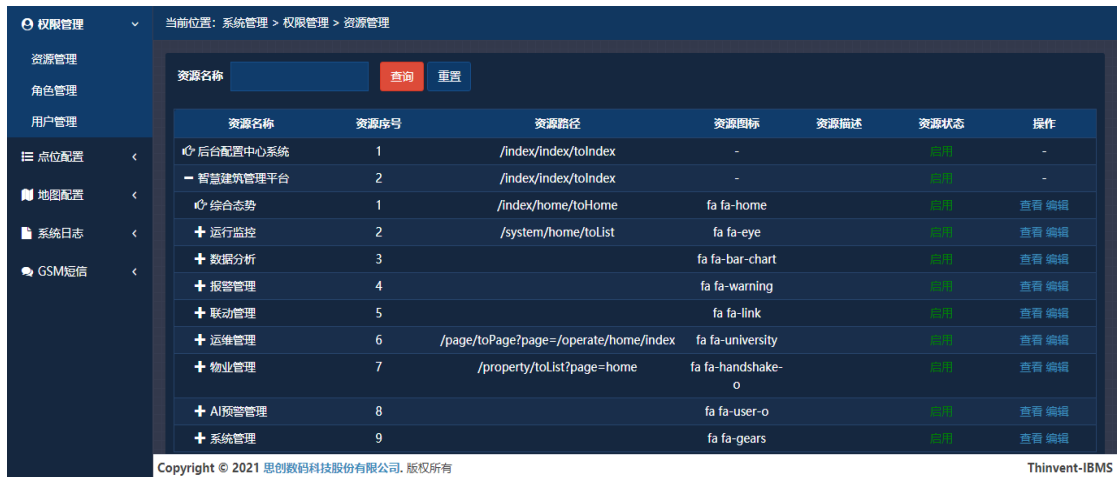 权限管理
当前位置：系统管理 > 权限管理 > 资源管理
资源管理
角色管理
用户管理
点位配置
地图配置
系统日志
GSM短信
资源名称 查询 重置
资源名称 资源序号 资源路径 资源图标 资源描述 资源状态 操作
后台配置中心系统 1 /index/index/toIndex - 启用 -
智慧建筑管理平台 2 /index/index/toIndex - 启用 -
综合态势 1 /index/home/toHome fa fa-home 启用 查看 编辑
运行监控 2 /system/home/toList fa fa-eye 启用 查看 编辑
数据分析 3 fa fa-bar-chart 启用 查看 编辑
报警管理 4 fa fa-warning 启用 查看 编辑
联动管理 5 fa fa-link 启用 查看 编辑
运维管理 6 /page/toPage?page=/operate/home/index fa fa-university 启用 查看 编辑
物业管理 7 /property/toList?page=home fa fa-handshake- 启用 查看 编辑
o
AI预警管理 8 fa fa-user-o 启用 查看 编辑
系统管理 9 fa fa-gears 启用 查看 编辑
Copyright © 2021 思创数码科技股份有限公司. 版权所有 Thinvent-IBMS